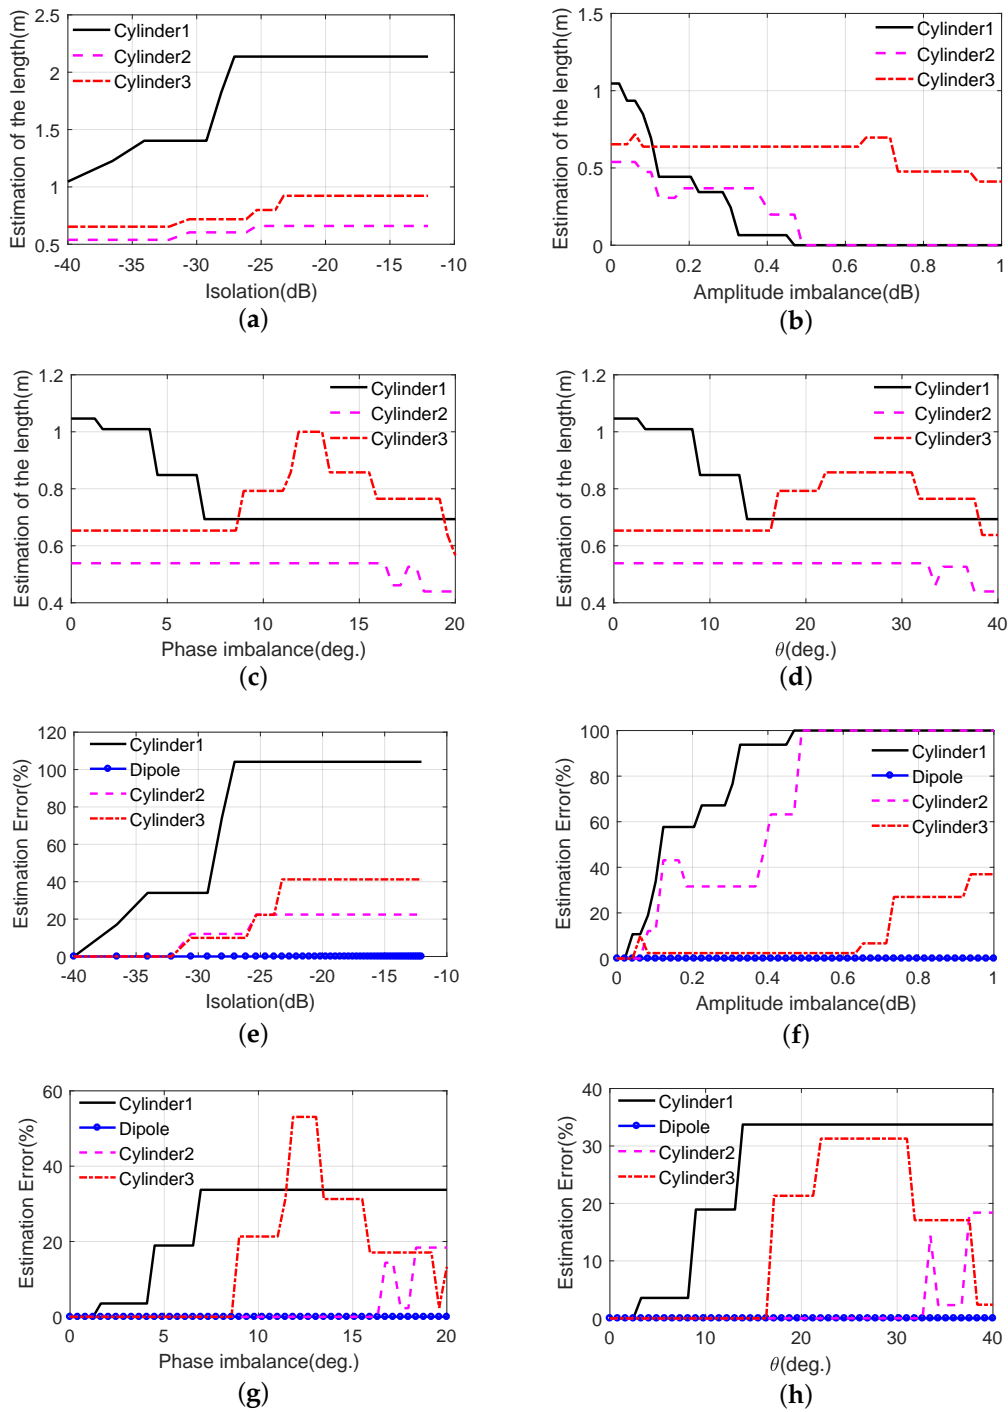 Estimation of the length(m)
2.5
2
1.5
1
0.5
Cylinder1
Cylinder2
Cylinder3
-40 -35 -30 -25 -20 -15 -10
Isolation(dB)
(a)
Estimation of the length(m)
1.5
1
0.5
0
Cylinder1
Cylinder2
Cylinder3
0 0.2 0.4 0.6 0.8 1
Amplitude imbalance(dB)
(b)
Estimation of the length(m)
1.2
1
0.8
0.6
0.4
Cylinder1
Cylinder2
Cylinder3
0 5 10 15 20
Phase imbalance(deg.)
(c)
Estimation of the length(m)
1.2
1
0.8
0.6
0.4
Cylinder1
Cylinder2
Cylinder3
0 10 20 30 40
θ(deg.)
(d)
Estimation Error(%)
120
100
80
60
40
20
0
Cylinder1
Dipole
Cylinder2
Cylinder3
-40 -35 -30 -25 -20 -15 -10
Isolation(dB)
(e)
Estimation Error(%)
100
80
60
40
20
0
Cylinder1
Dipole
Cylinder2
Cylinder3
0 0.2 0.4 0.6 0.8 1
Amplitude imbalance(dB)
(f)
Estimation Error(%)
60
40
20
0
Cylinder1
Dipole
Cylinder2
Cylinder3
0 5 10 15 20
Phase imbalance(deg.)
(g)
Estimation Error(%)
40
30
20
10
0
Cylinder1
Dipole
Cylinder2
Cylinder3
0 10 20 30 40
θ(deg.)
(h)